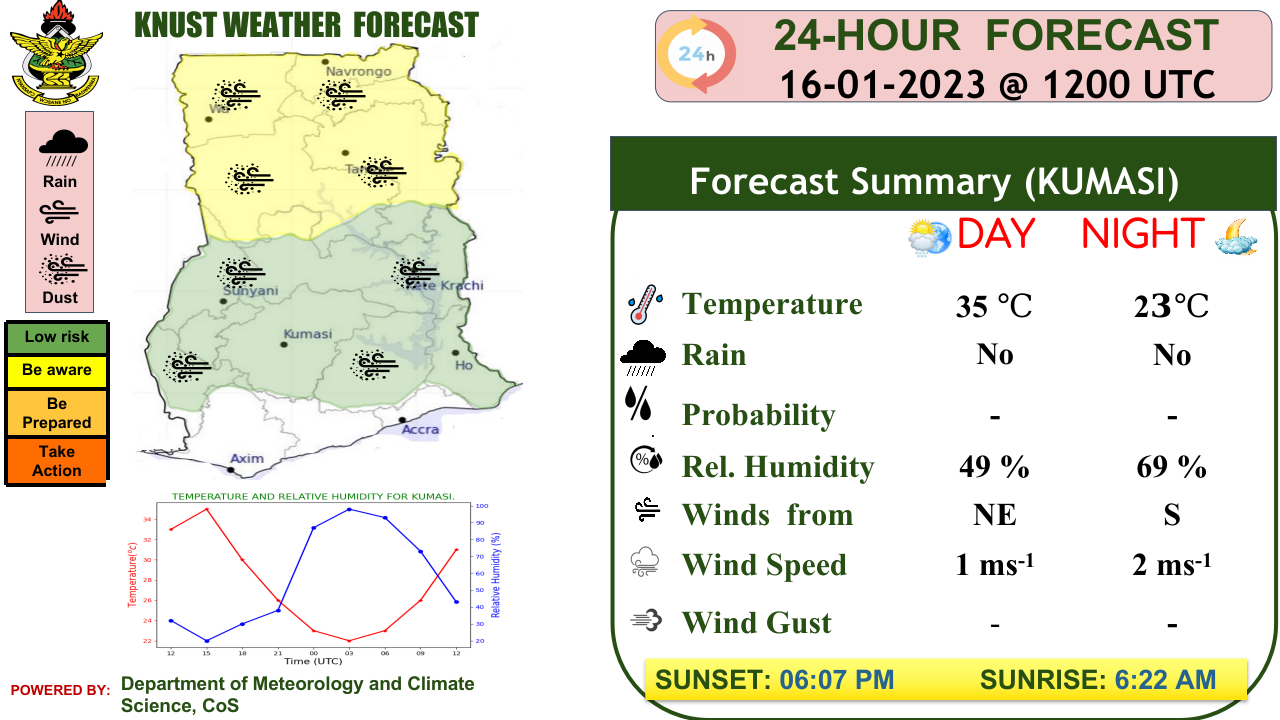 KNUST WEATHER  FORECAST
Rain
Wind
Dust
Low risk
Be aware
Be
Prepared
Take
Action
Navrongo
Wa
Sunyani
Kete Krachi
Kumasi
Ho
Accra
Axim
TEMPERATURE AND RELATIVE HUMIDITY FOR KUMASI.
Temperature(°c)
34
32
30
28
26
24
22
100
90
80
70
60
50
40
30
20
Relative Humidity (%)
12 15 18 21 00 03 06 09 12
Time (UTC)
POWERED BY: Department of Meteorology and Climate
Science, CoS
24h
24-HOUR  FORECAST
16-01-2023 @ 1200 UTC
Forecast Summary (KUMASI)
DAY NIGHT
Temperature 35 °C 23°C
Rain No No
Probability - -
% Rel. Humidity 49 % 69 %
Winds  from NE S
Wind Speed 1 ms-1 2 ms-1
Wind Gust - -
SUNSET: 06:07 PM SUNRISE: 6:22 AM